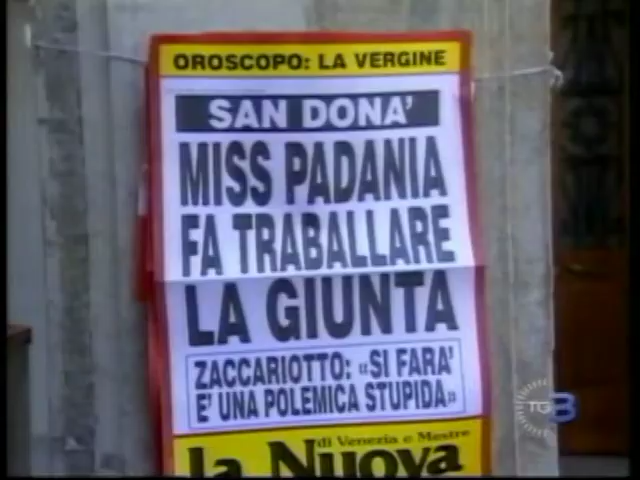 OROSCOPO: LA VERGINE
SAN DONA'
MISS PADANIA
FA TRABALLARE
LA GIUNTA
ZACCARIOTTO: «SI FARA'
E' UNA POLEMICA STUPIDA»
di Venezia e Mestre
la Nuova
TG8